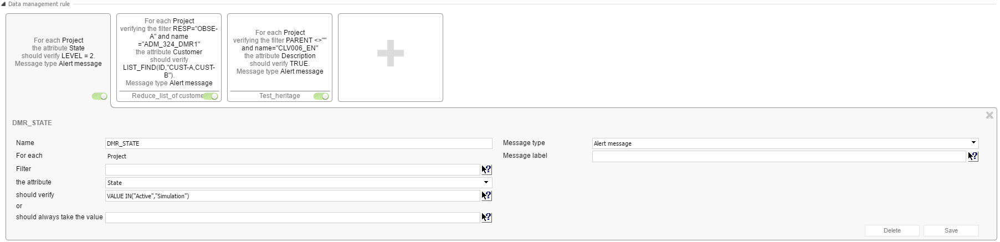 Data management rule
For each Project
the attribute State
should verify LEVEL = 2.
Message type Alert message
For each Project
verifying the filter RESP="OBSE-
A" and name
="ADM_324_DMR1"
the attribute Customer
should verify
LIST_FIND(ID,"CUST-A,CUST-
B").
Message type Alert message
Reduce_list_of custome
For each Project
verifying the filter PARENT <>""
and name="CLV006_EN"
the attribute Description
should verify TRUE.
Message type Alert message
Test_heritage
DMR_STATE
Name DMR_STATE
For each Project
Filter
the attribute State
should verify VALUE IN("Active","Simulation")
or
should always take the value
Message type Alert message
Message label
Delete Save